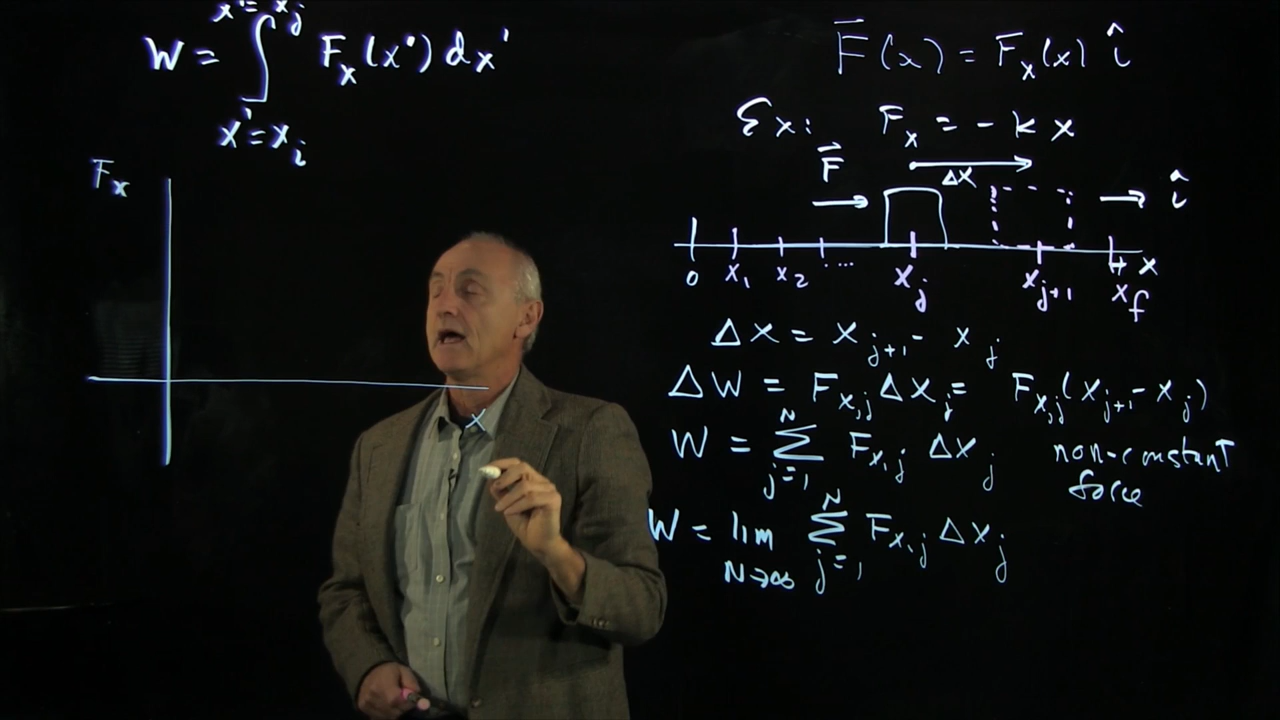 x'=x_j
W = ∫ F_x(x')dx'
x'=x_i
F_x
x
F⃗(x) = F_x(x) î
Ex: F_x = -kx
F⃗ Δx î
0 x_1 x_2 .... x_j x_{j+1} + x
x_f
Δx = x_{j+1} - x_j
ΔW = F_{x,j} Δx_j = F_{x,j}(x_{j+1} - x_j)
W = ∑_{j=1}^{N} F_{x,j} Δx_j non-constant
force
W = lim_{N→∞} ∑_{j=1}^{N} F_{x,j} Δx_j